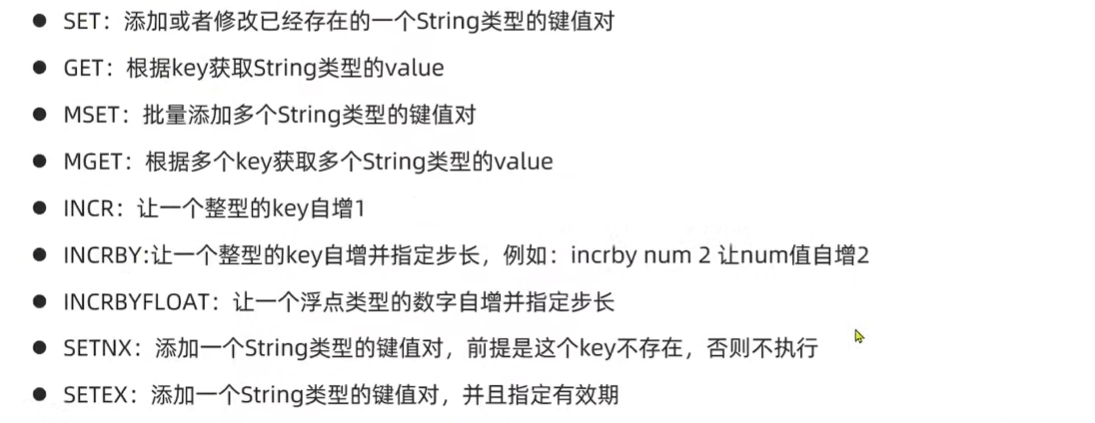 ● SET：添加或者修改已经存在的一个String类型的键值对
● GET：根据key获取String类型的value
● MSET：批量添加多个String类型的键值对
● MGET：根据多个key获取多个String类型的value
● INCR：让一个整型的key自增1
● INCRBY:让一个整型的key自增并指定步长，例如：incrby num 2 让num值自增2
● INCRBYFLOAT：让一个浮点类型的数字自增并指定步长
● SETNX：添加一个String类型的键值对，前提是这个key不存在，否则不执行
● SETEX：添加一个String类型的键值对，并且指定有效期